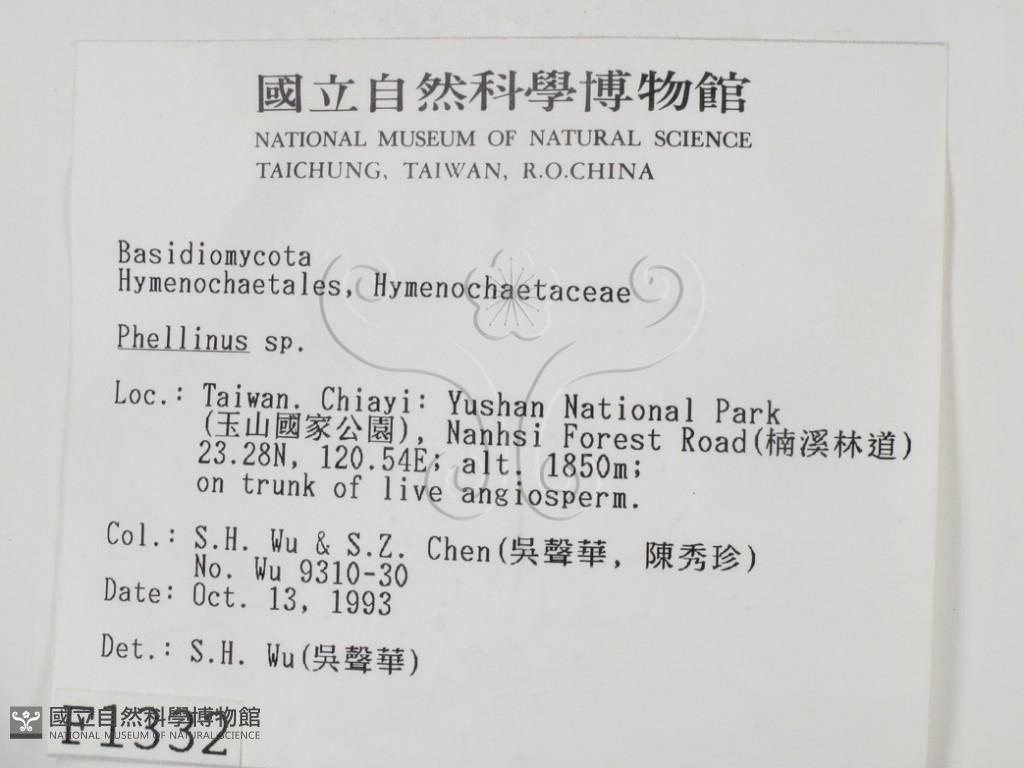 國立自然科學博物館
NATIONAL MUSEUM OF NATURAL SCIENCE
TAICHUNG, TAIWAN, R.O.CHINA
Basidiomycota
Hymenochaetales, Hymenochaetaceae
Phellinus sp.
Loc.: Taiwan. Chiayi: Yushan National Park
(玉山國家公園), Nanhsi Forest Road(楠溪林道)
23.28N, 120.54E; alt. 1850m;
on trunk of live angiosperm.
Col.: S.H. Wu & S.Z. Chen(吳聲華, 陳秀珍)
No. Wu 9310-30
Date: Oct. 13, 1993
Det.: S.H. Wu(吳聲華)
F1332
國立自然科學博物館
NATIONAL MUSEUM OF NATURAL SCIENCE